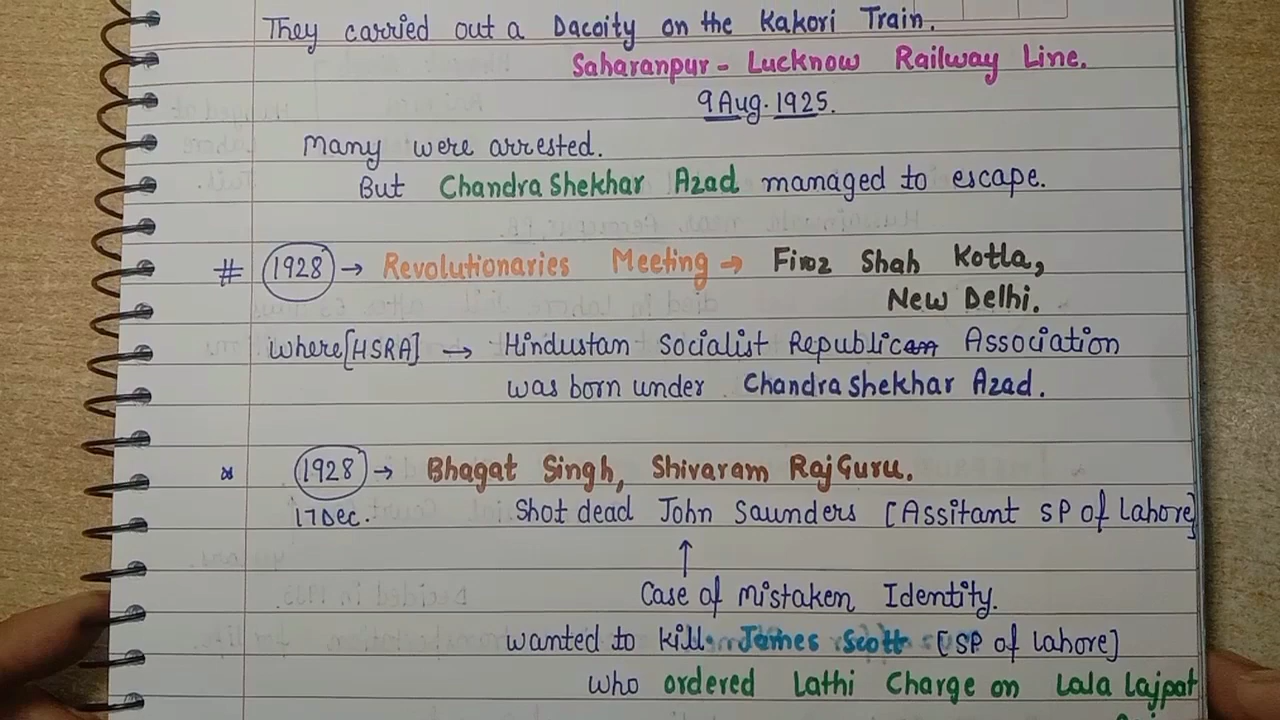 They carried out a Dacoity on the Kakori Train.
Saharanpur - Lucknow Railway Line.
9 Aug. 1925.
Many were arrested.
But Chandra Shekhar Azad managed to escape.
# 1928 → Revolutionaries Meeting → Firoz Shah Kotla,
New Delhi.
where [HSRA] → Hindustan Socialist Republican Association
was born under Chandra Shekhar Azad.
1928 → Bhagat Singh, Shivaram RajGuru.
17 Dec. Shot dead John Saunders [Assitant SP of Lahore]
↑
Case of Mistaken Identity.
wanted to kill James Scott [SP of Lahore]
who ordered Lathi Charge on Lala Lajpat